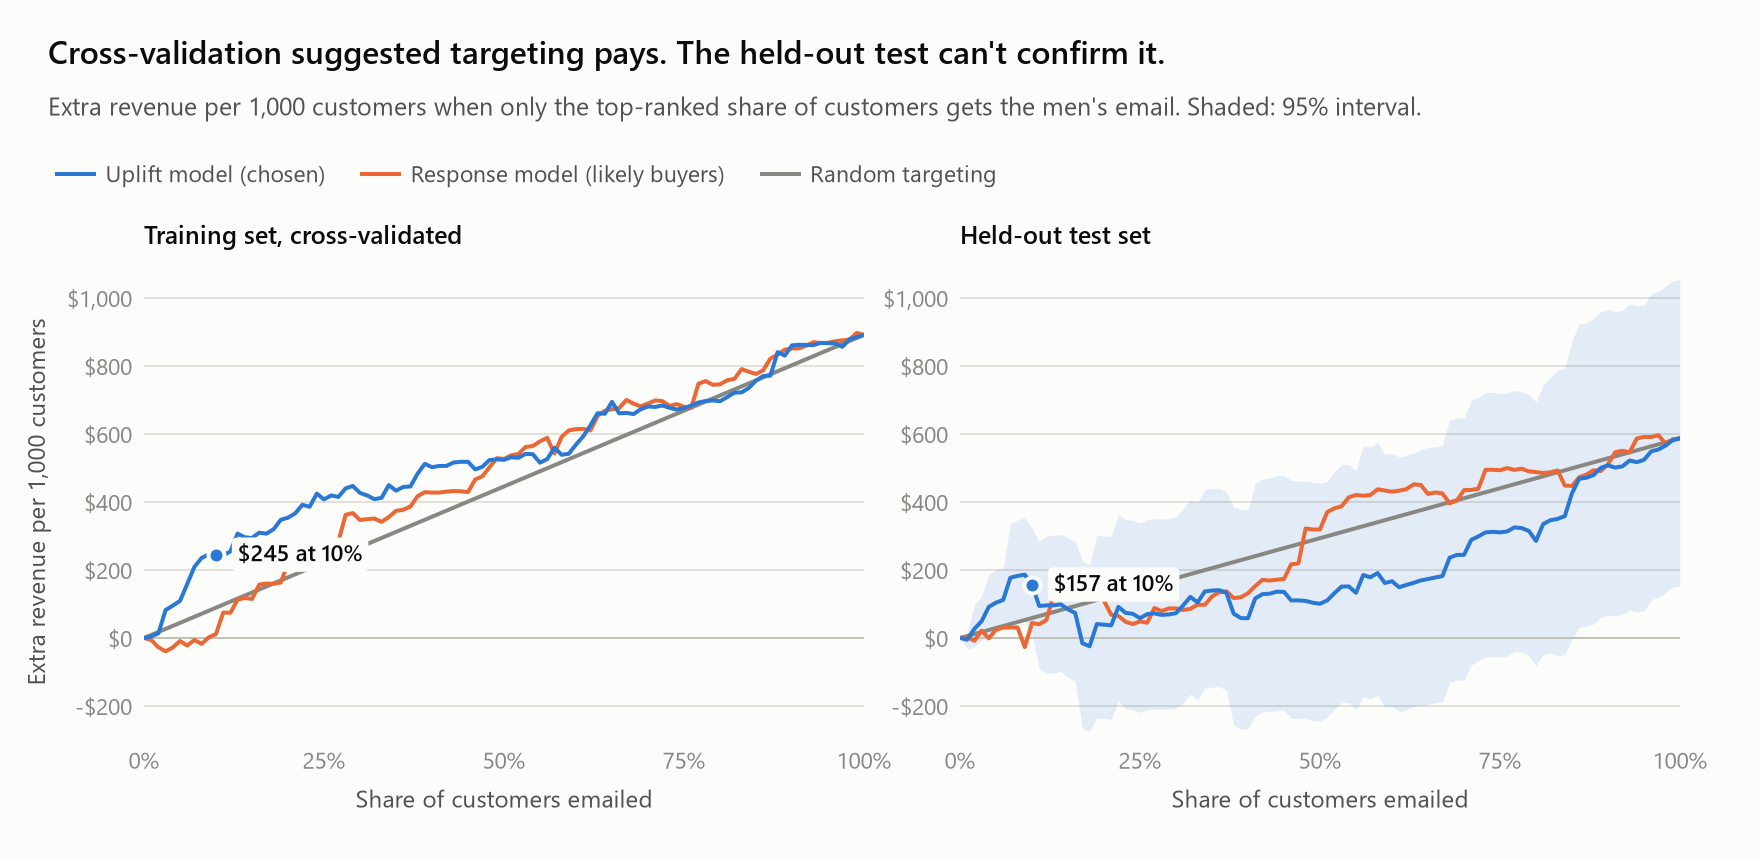 Cross-validation suggested targeting pays. The held-out test can't confirm it.
Extra revenue per 1,000 customers when only the top-ranked share of customers gets the men's email. Shaded: 95% interval.
Uplift model (chosen)
Response model (likely buyers)
Random targeting
Training set, cross-validated
Extra revenue per 1,000 customers
$1,000
$800
$600
$400
$200
$0
-$200
$245 at 10%
0%
25%
50%
75%
100%
Share of customers emailed
Held-out test set
$1,000
$800
$600
$400
$200
$0
-$200
$157 at 10%
0%
25%
50%
75%
100%
Share of customers emailed